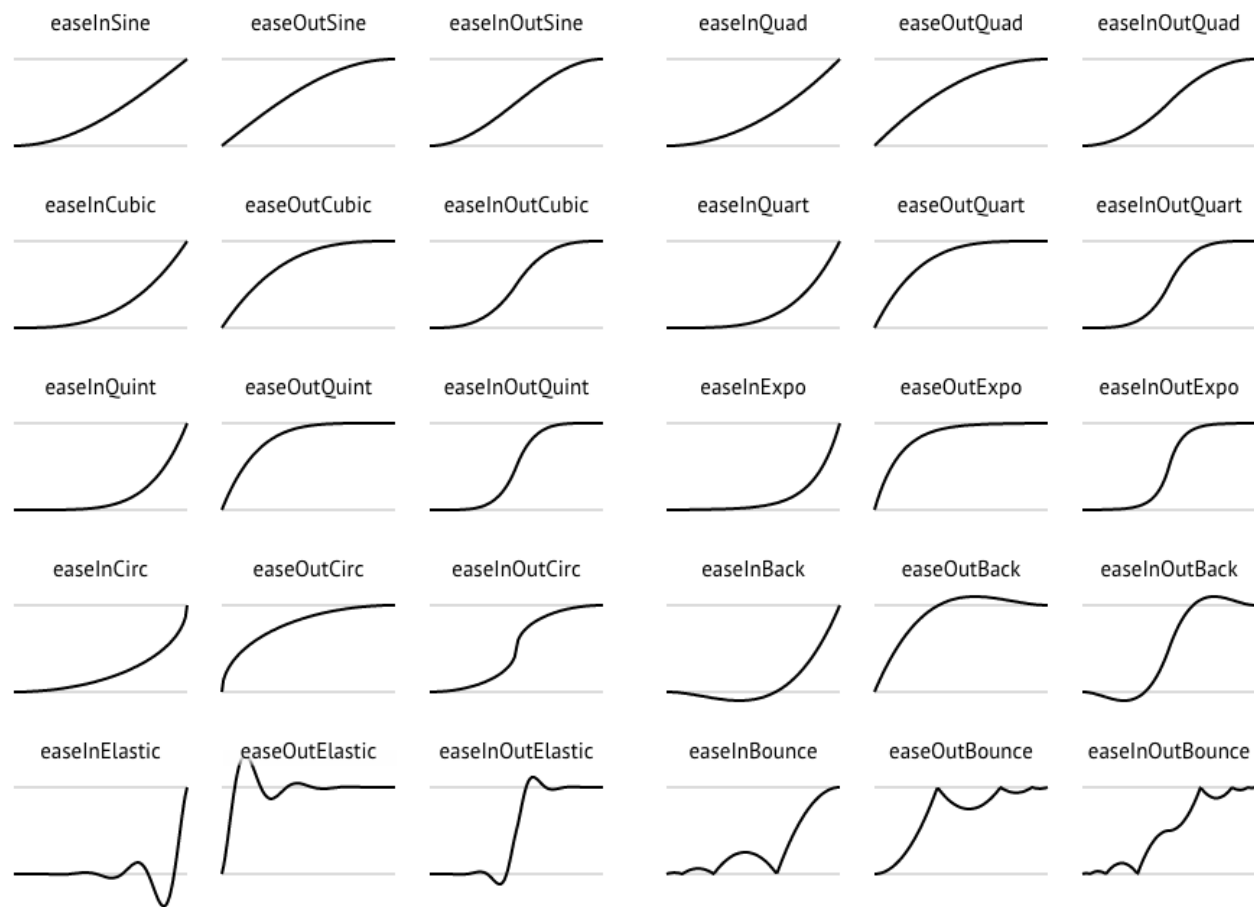 easeInSine easeOutSine easeInOutSine easeInQuad easeOutQuad easeInOutQuad
easeInCubic easeOutCubic easeInOutCubic easeInQuart easeOutQuart easeInOutQuart
easeInQuint easeOutQuint easeInOutQuint easeInExpo easeOutExpo easeInOutExpo
easeInCirc easeOutCirc easeInOutCirc easeInBack easeOutBack easeInOutBack
easeInElastic easeOutElastic easeInOutElastic easeInBounce easeOutBounce easeInOutBounce